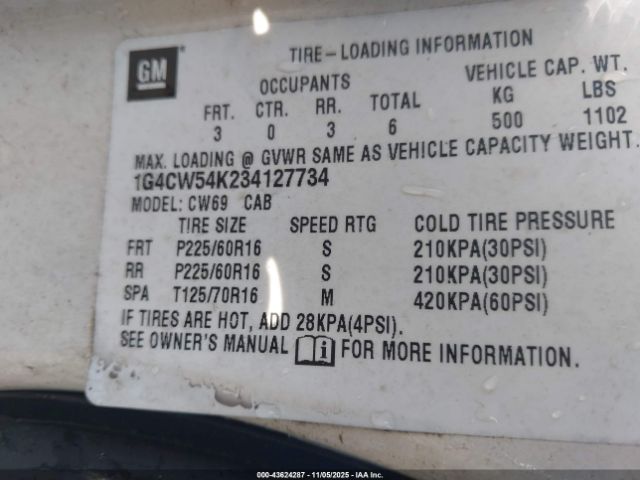 GM
TIRE-LOADING INFORMATION
OCCUPANTS VEHICLE CAP. WT.
FRT. CTR. RR. TOTAL KG LBS
3 0 3 6 500 1102
MAX. LOADING @ GVWR SAME AS VEHICLE CAPACITY WEIGHT.
1G4CW54K234127734
MODEL: CW69 CAB
TIRE SIZE SPEED RTG COLD TIRE PRESSURE
FRT P225/60R16 S 210KPA(30PSI)
RR P225/60R16 S 210KPA(30PSI)
SPA T125/70R16 M 420KPA(60PSI)
IF TIRES ARE HOT, ADD 28KPA(4PSI).
SEE OWNER'S MANUAL i FOR MORE INFORMATION.
000-43624287 - 11/05/2025 - IAA Inc.